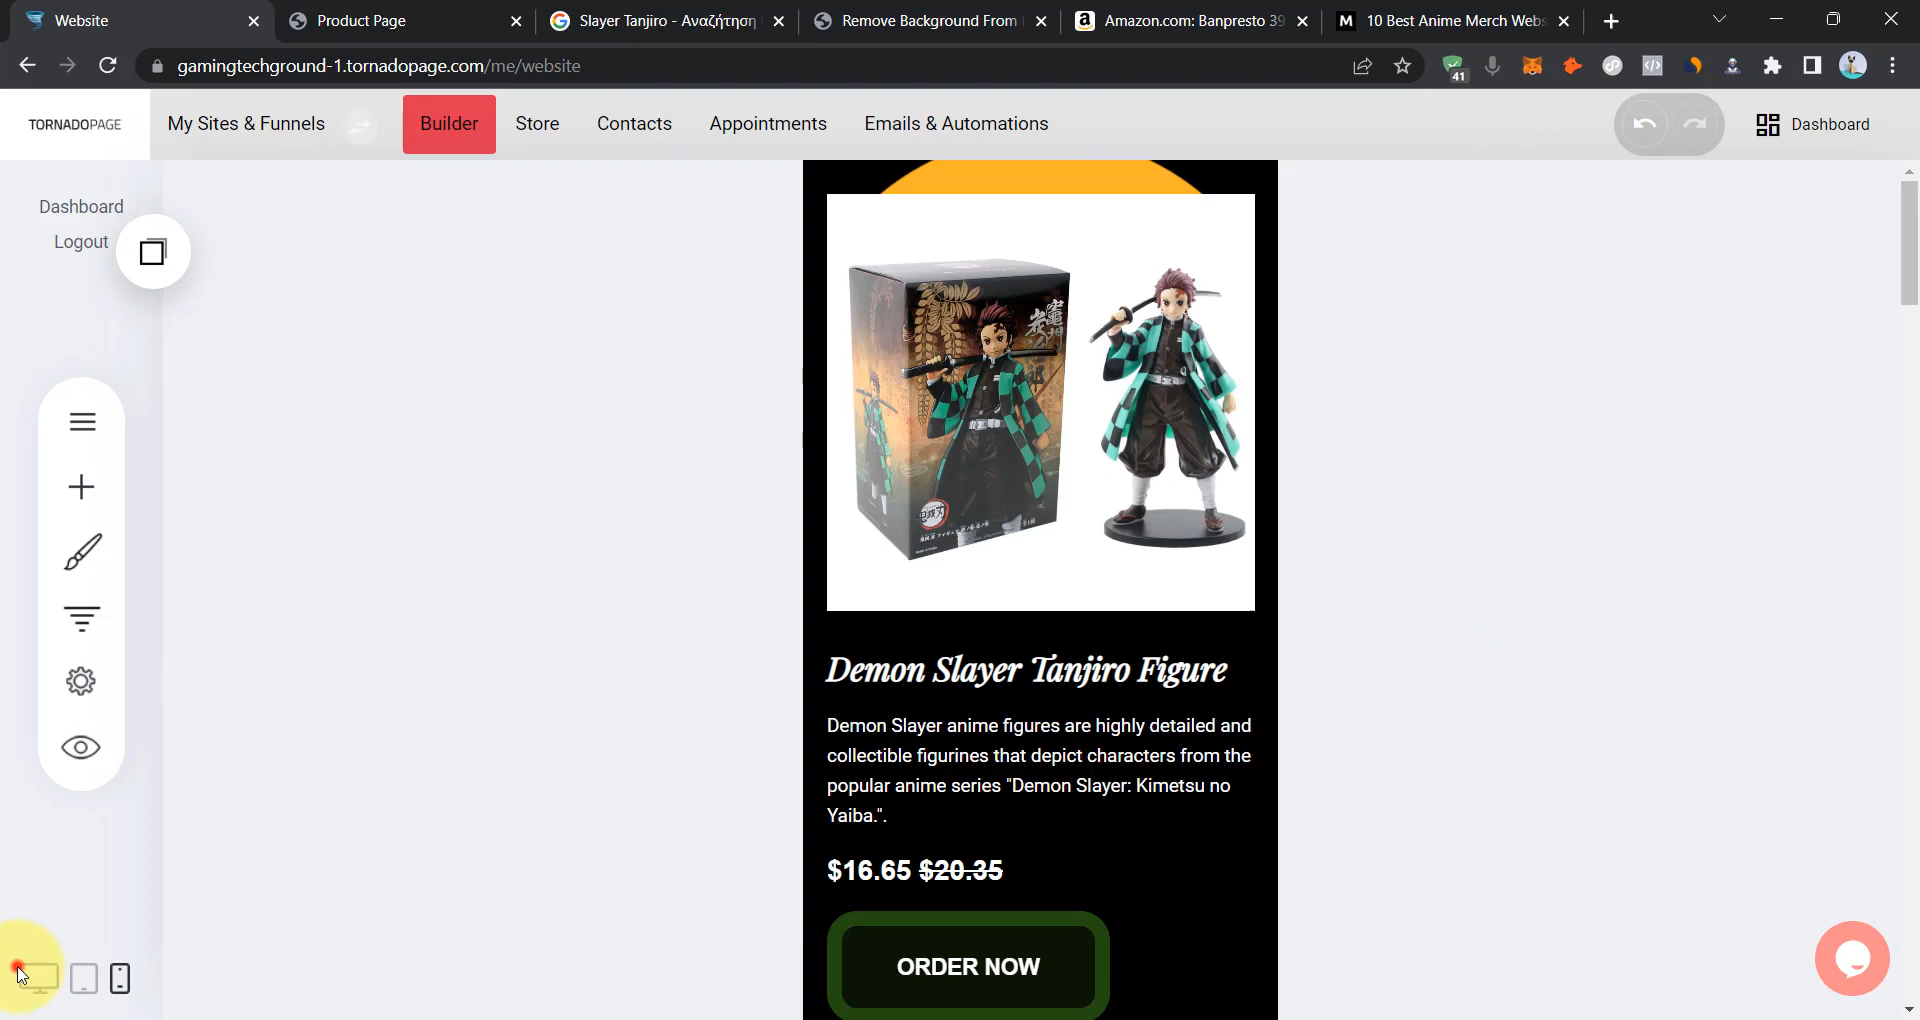 Website
Product Page
Slayer Tanjiro - Αναζήτηση
Remove Background From
Amazon.com: Banpresto 39
10 Best Anime Merch Webs
gamingtechground-1.tornadopage.com/me/website
41
TORNADOPAGE
My Sites & Funnels
Builder
Store
Contacts
Appointments
Emails & Automations
Dashboard
Dashboard
Logout
Demon Slayer Tanjiro Figure
Demon Slayer anime figures are highly detailed and
collectible figurines that depict characters from the
popular anime series "Demon Slayer: Kimetsu no
Yaiba.".
$16.65 $20.35
ORDER NOW